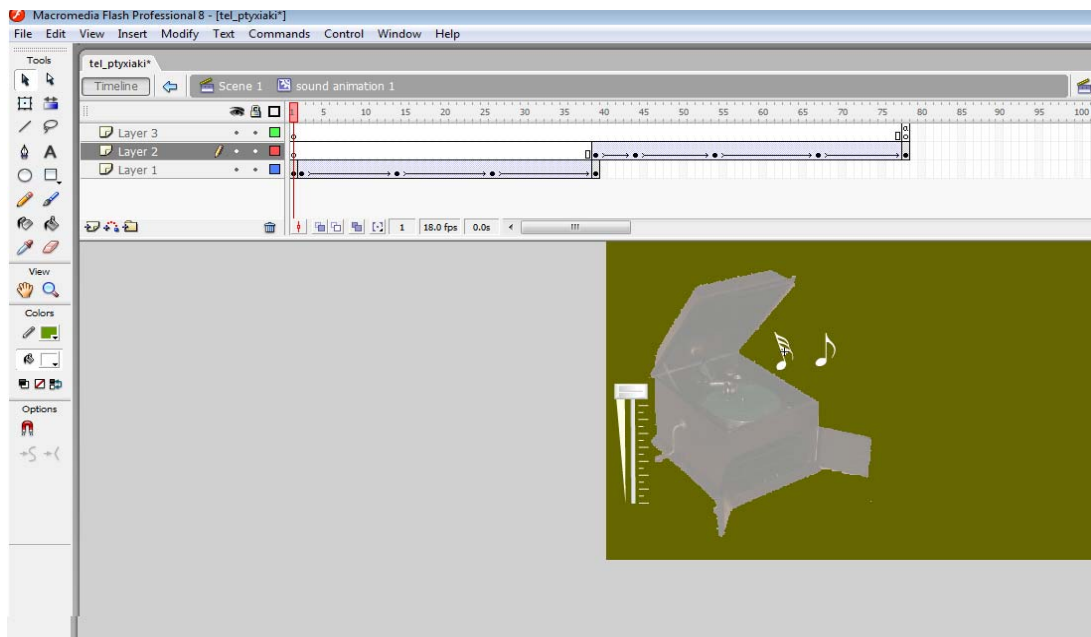 Macromedia Flash Professional 8 - [tel_ptyxiaki*]
File Edit View Insert Modify Text Commands Control Window Help
Tools
tel_ptyxiaki*
Timeline Scene 1 sound animation 1
1 5 10 15 20 25 30 35 40 45 50 55 60 65 70 75 80 85 90 95 100
Layer 3
Layer 2
Layer 1
1 18.0 fps 0.0s
View
Colors
Options